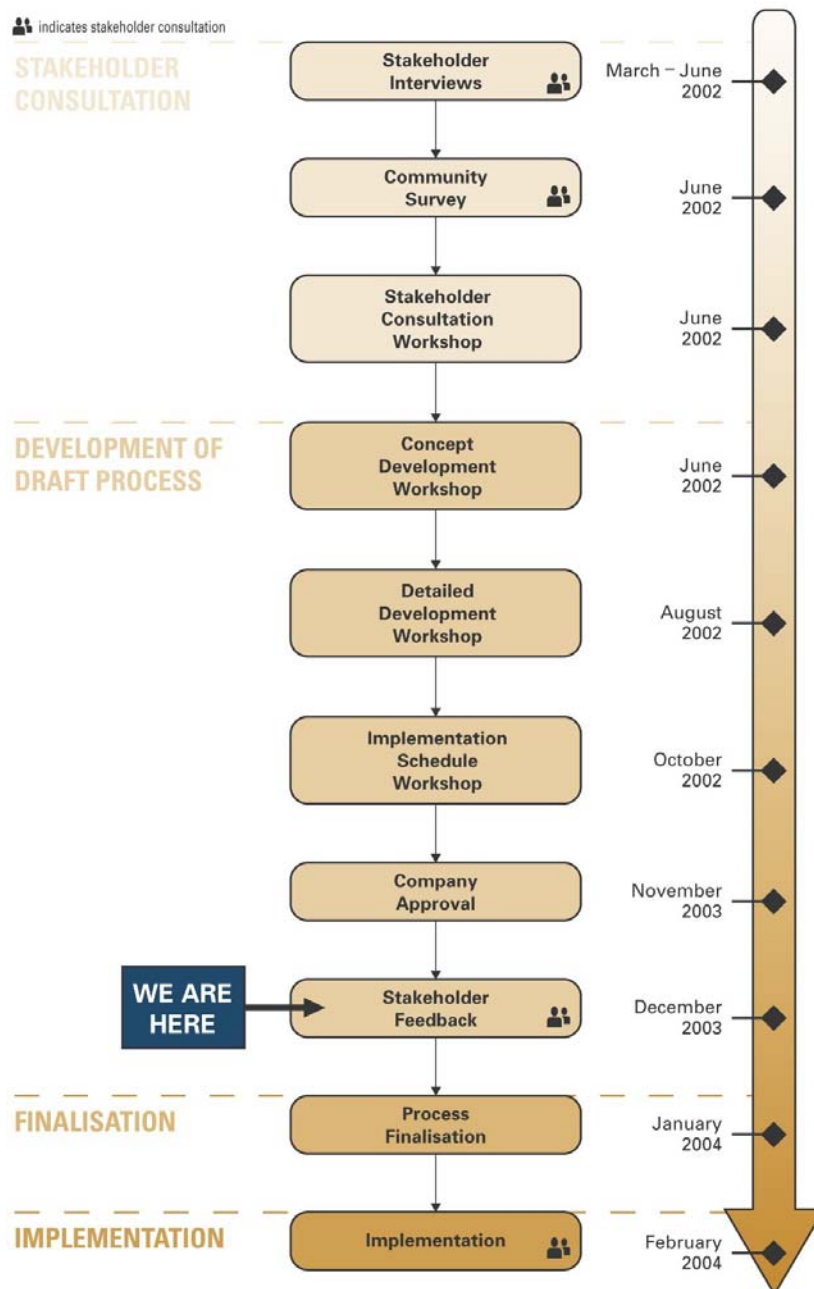 indicates stakeholder consultation
STAKEHOLDER
CONSULTATION
Stakeholder
Interviews
March – June
2002
Community
Survey
June
2002
Stakeholder
Consultation
Workshop
June
2002
DEVELOPMENT OF
DRAFT PROCESS
Concept
Development
Workshop
June
2002
Detailed
Development
Workshop
August
2002
Implementation
Schedule
Workshop
October
2002
Company
Approval
November
2003
WE ARE
HERE
Stakeholder
Feedback
December
2003
FINALISATION
Process
Finalisation
January
2004
IMPLEMENTATION
Implementation
February
2004